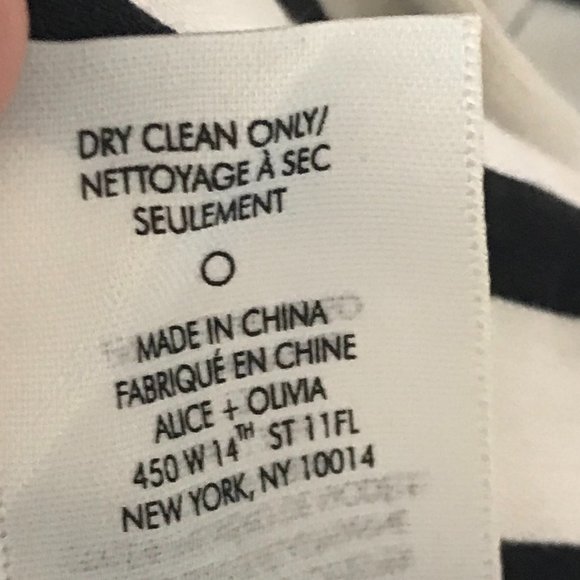 DRY CLEAN ONLY/
NETTOYAGE À SEC
SEULEMENT
MADE IN CHINA
FABRIQUÉ EN CHINE
ALICE + OLIVIA
450 W 14TH ST 11FL
NEW YORK, NY 10014